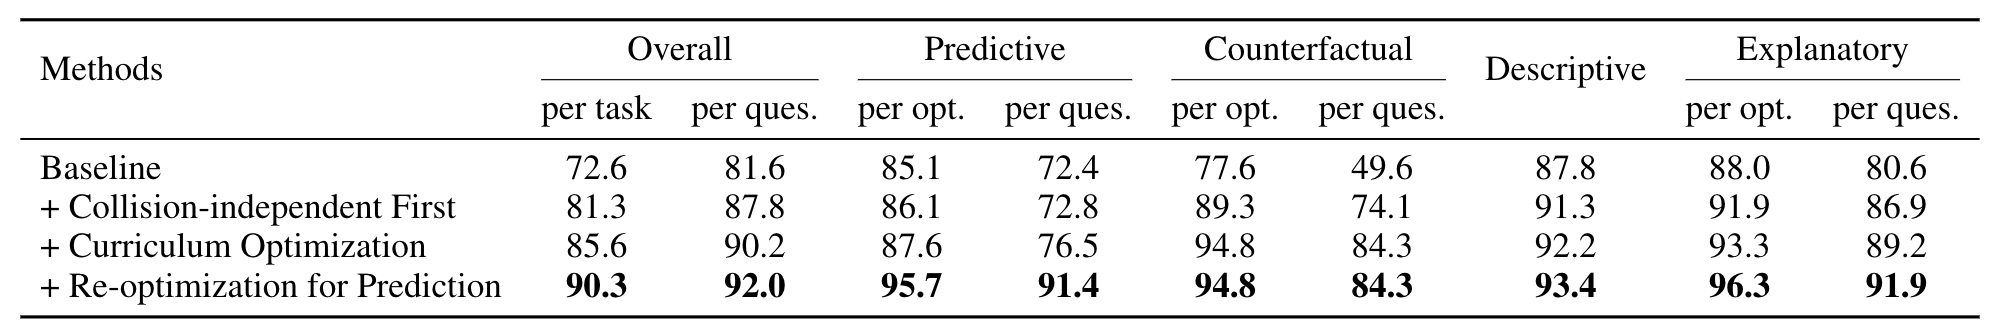 Methods Overall Predictive Counterfactual Descriptive Explanatory
per task per ques. per opt. per ques. per opt. per ques. per opt. per ques.
Baseline 72.6 81.6 85.1 72.4 77.6 49.6 87.8 88.0 80.6
+ Collision-independent First 81.3 87.8 86.1 72.8 89.3 74.1 91.3 91.9 86.9
+ Curriculum Optimization 85.6 90.2 87.6 76.5 94.8 84.3 92.2 93.3 89.2
+ Re-optimization for Prediction 90.3 92.0 95.7 91.4 94.8 84.3 93.4 96.3 91.9